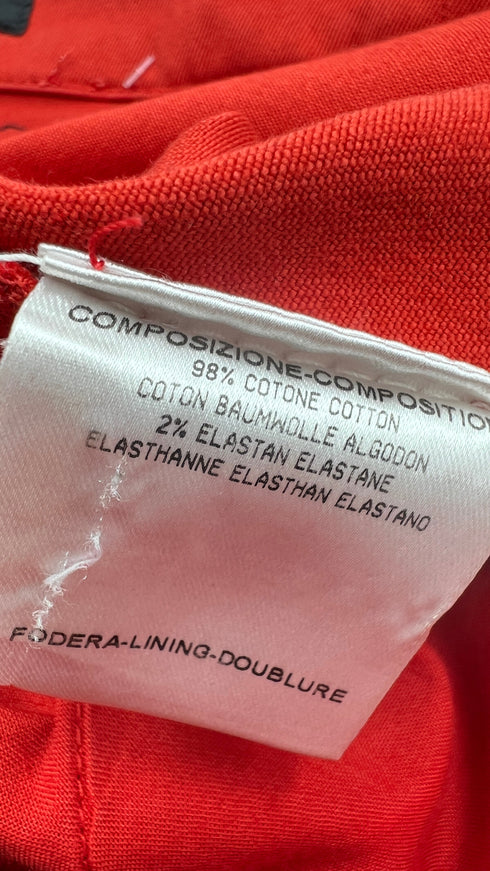 COMPOSIZIONE-COMPOSITION
98% COTONE COTTON
COTON BAUMWOLLE ALGODON
2% ELASTAN ELASTANE
ELASTHANNE ELASTHAN ELASTANO
FODERA-LINING-DOUBLURE